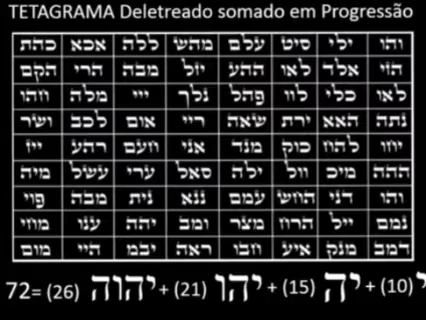 TETAGRAMA Deletreado somado em Progressão
והו ילי סיט עלם מהש ללה אכא כהת
הזי אלד לאו ההע יזל מבה הרי הקם
לאו כלי לוו פהל נלך ייי מלה חהו
נתה האא ירת שאה ריי אום לכב ושר
יחו להח כוק מנד אני חעם רהע ייז
ההה מיכ וול ילה סאל ערי עשל מיה
והו דני החש עמם ננא נית מבה פוי
נמם ייל הרח מצר ומב יהה ענו מחי
דמב מנק איע חבו ראה יבמ היי מום
72= (26) יהוה + (21) יהו + (15) יה + (10) י